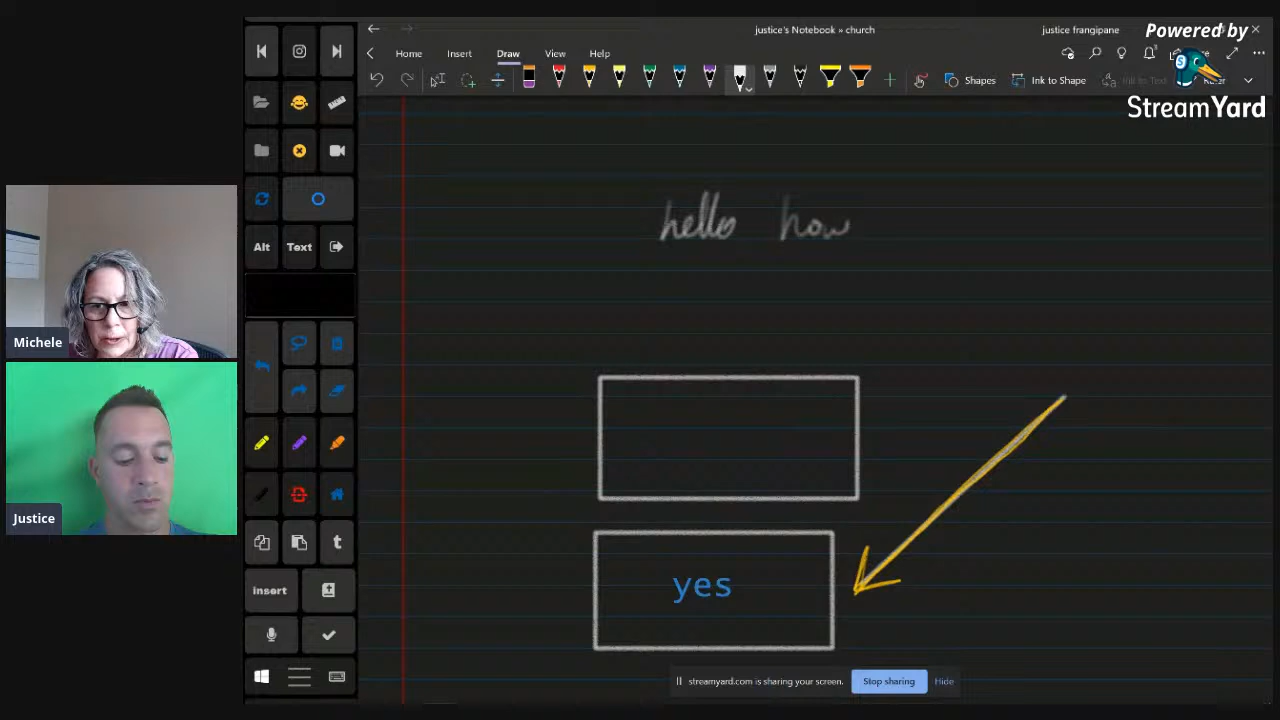 Powered by
justice's Notebook » church
justice frangipane
StreamYard
Home Insert Draw View Help
Shapes
Ink to Shape
Ruler
Alt Text
hello how
Michele
Justice
t
insert
yes
streamyard.com is sharing your screen. Stop sharing Hide